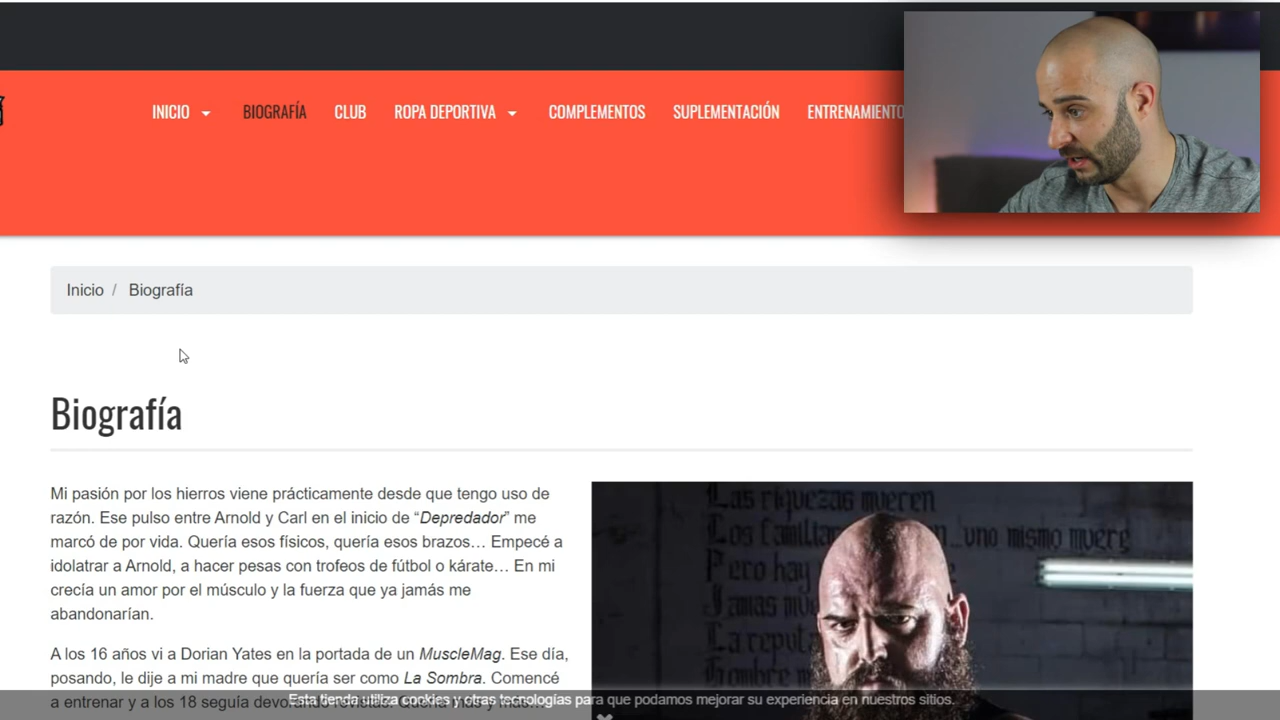 INICIO BIOGRAFÍA CLUB ROPA DEPORTIVA COMPLEMENTOS SUPLEMENTACIÓN ENTRENAMIENTO
Inicio / Biografía
Biografía
Mi pasión por los hierros viene prácticamente desde que tengo uso de
razón. Ese pulso entre Arnold y Carl en el inicio de “Depredador” me
marcó de por vida. Quería esos físicos, quería esos brazos… Empecé a
idolatrar a Arnold, a hacer pesas con trofeos de fútbol o kárate… En mi
crecía un amor por el músculo y la fuerza que ya jamás me
abandonarían.
A los 16 años vi a Dorian Yates en la portada de un MuscleMag. Ese día,
posando, le dije a mi madre que quería ser como La Sombra. Comencé
a entrenar y a los 18 seguía
Las riquezas mueren
Los familiares
...uno mismo muere
Pero hay
Jamas
La
Hombre
Esta tienda utiliza cookies y otras tecnologías para que podamos mejorar su experiencia en nuestros sitios.